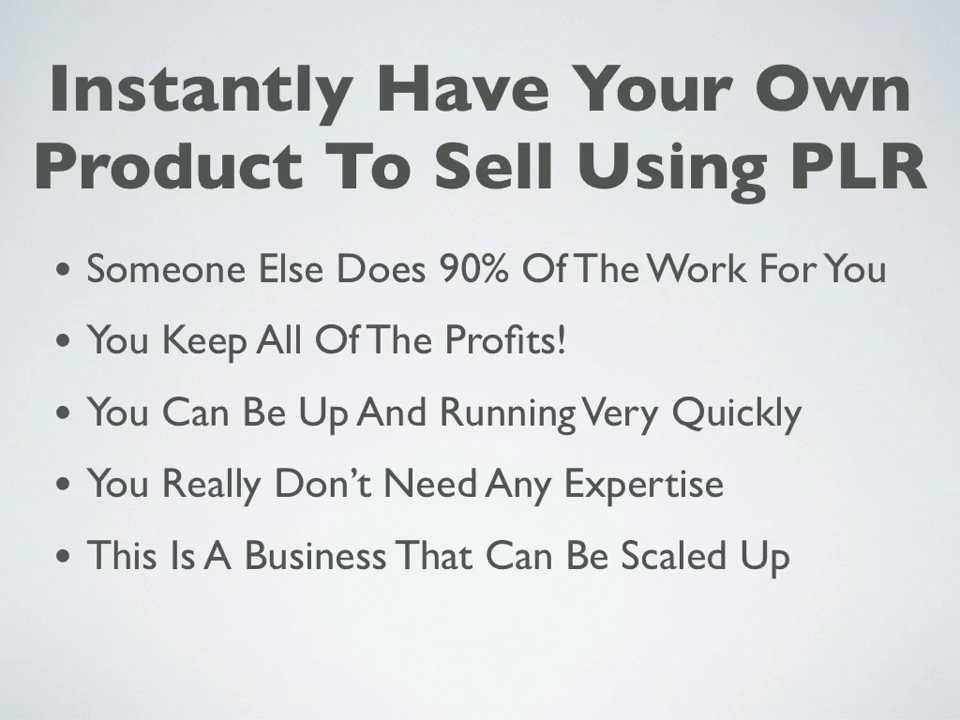 Instantly Have Your Own
Product To Sell Using PLR
• Someone Else Does 90% Of The Work For You
• You Keep All Of The Profits!
• You Can Be Up And Running Very Quickly
• You Really Don’t Need Any Expertise
• This Is A Business That Can Be Scaled Up